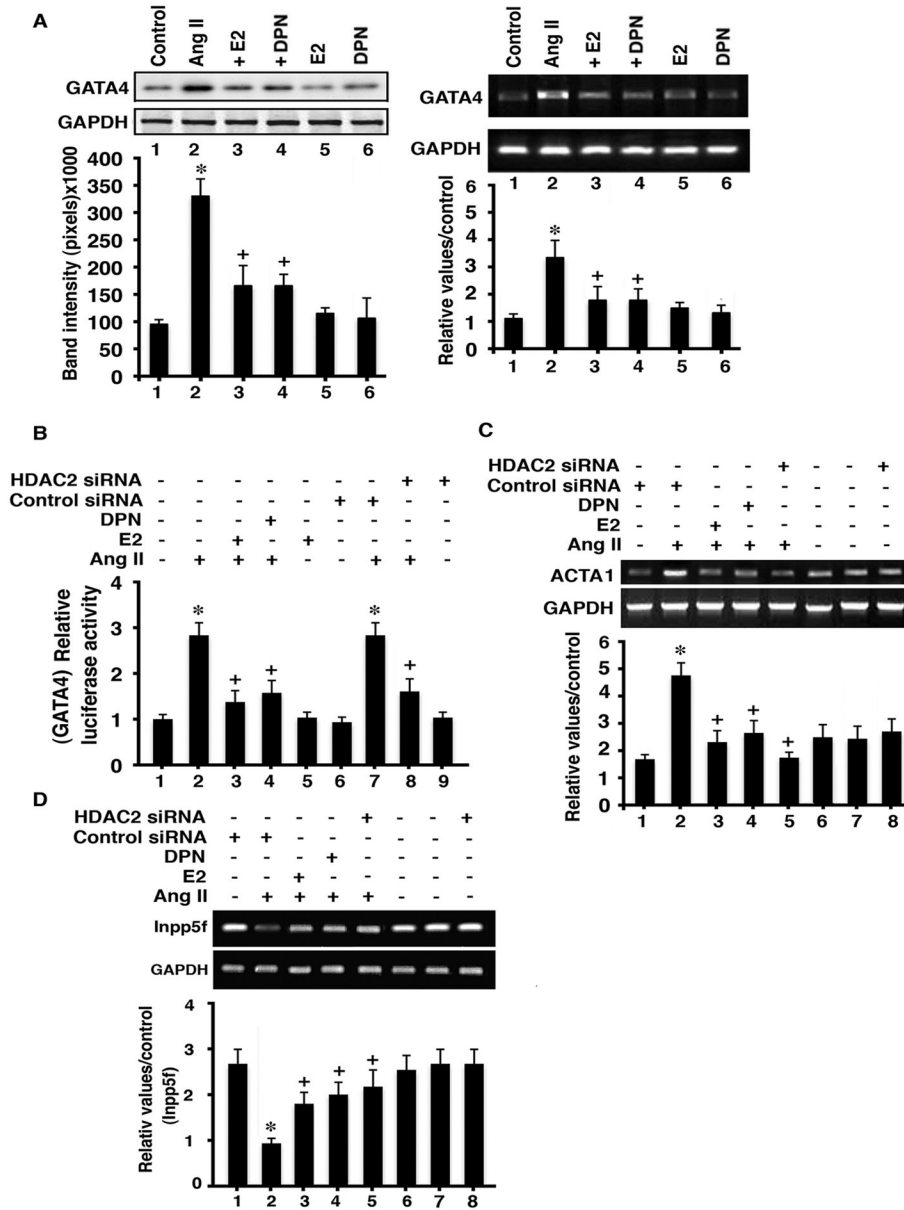 A
Control Ang II + E2 + DPN E2 DPN
GATA4
GAPDH
1 2 3 4 5 6
Band intensity (pixels)x1000
400
350
300
250
200
150
100
50
0
* + +
1 2 3 4 5 6
Control Ang II + E2 + DPN E2 DPN
GATA4
GAPDH
1 2 3 4 5 6
Relative values/control
6
5
4
3
2
1
0
* + +
1 2 3 4 5 6
B
HDAC2 siRNA - - - - - - - + +
Control siRNA - - - - - + + - -
DPN - - - + - - - - -
E2 - - + - + - - - -
Ang II - + + + - - + + -
(GATA4) Relative
luciferase activity
4
3
2
1
0
* + + * +
1 2 3 4 5 6 7 8 9
C
HDAC2 siRNA - - - - + - - +
Control siRNA + + - - - - - -
DPN - - - + - - - -
E2 - - + - - - - -
Ang II - + + + + - - -
ACTA1
GAPDH
Relative values/control
6
5
4
3
2
1
0
* + + +
1 2 3 4 5 6 7 8
D
HDAC2 siRNA - - - - + - - +
Control siRNA + + - - - - - -
DPN - - - + - - - -
E2 - - + - - - - -
Ang II - + + + + - - -
Inpp5f
GAPDH
Relativ values/control
(Inpp5f)
4
3
2
1
0
* + + +
1 2 3 4 5 6 7 8